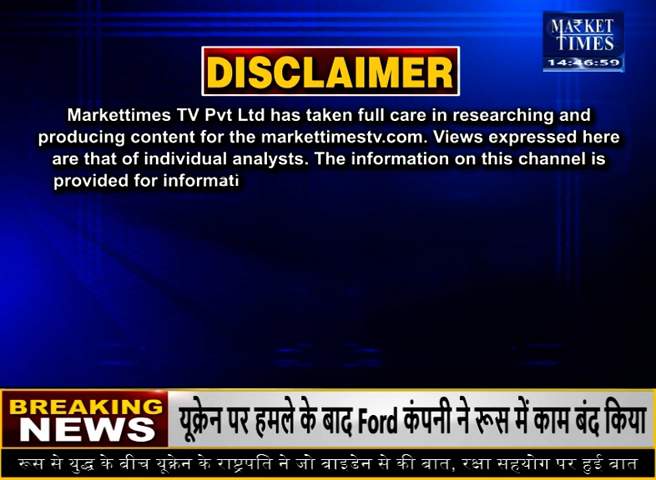 MARKET
TIMES
14:46:59
DISCLAIMER
Markettimes TV Pvt Ltd has taken full care in researching and
producing content for the markettimestv.com. Views expressed here
are that of individual analysts. The information on this channel is
provided for informati
BREAKING
NEWS
यूक्रेन पर हमले के बाद Ford कंपनी ने रूस में काम बंद किया
रूस से युद्ध के बीच यूक्रेन के राष्ट्रपति ने जो बाइडेन से की बात, रक्षा सहयोग पर हुई बात